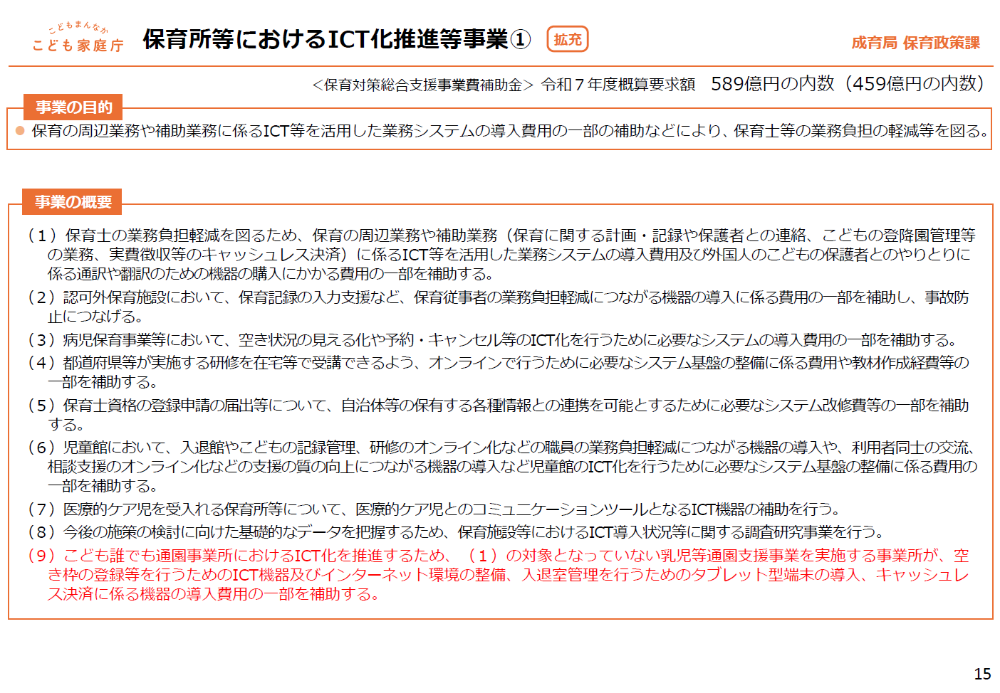 こどもまんなか
こども家庭庁
保育所等におけるICT化推進等事業①
拡充
成育局 保育政策課
＜保育対策総合支援事業費補助金＞ 令和７年度概算要求額　589億円の内数（459億円の内数）
事業の目的
● 保育の周辺業務や補助業務に係るICT等を活用した業務システムの導入費用の一部の補助などにより、保育士等の業務負担の軽減等を図る。
事業の概要
（１）保育士の業務負担軽減を図るため、保育の周辺業務や補助業務（保育に関する計画・記録や保護者との連絡、こどもの登降園管理等
の業務、実費徴収等のキャッシュレス決済）に係るICT等を活用した業務システムの導入費用及び外国人のこどもの保護者とのやりとりに
係る通訳や翻訳のための機器の購入にかかる費用の一部を補助する。
（２）認可外保育施設において、保育記録の入力支援など、保育従事者の業務負担軽減につながる機器の導入に係る費用の一部を補助し、事故防
止につなげる。
（３）病児保育事業等において、空き状況の見える化や予約・キャンセル等のICT化を行うために必要なシステムの導入費用の一部を補助する。
（４）都道府県等が実施する研修を在宅等で受講できるよう、オンラインで行うために必要なシステム基盤の整備に係る費用や教材作成経費等の
一部を補助する。
（５）保育士資格の登録申請の届出等について、自治体等の保有する各種情報との連携を可能とするために必要なシステム改修費等の一部を補助
する。
（６）児童館において、入退館やこどもの記録管理、研修のオンライン化などの職員の業務負担軽減につながる機器の導入や、利用者同士の交流、
相談支援のオンライン化などの支援の質の向上につながる機器の導入など児童館のICT化を行うために必要なシステム基盤の整備に係る費用の
一部を補助する。
（７）医療的ケア児を受入れる保育所等について、医療的ケア児とのコミュニケーションツールとなるICT機器の補助を行う。
（８）今後の施策の検討に向けた基礎的なデータを把握するため、保育施設等におけるICT導入状況等に関する調査研究事業を行う。
（９）こども誰でも通園事業所におけるICT化を推進するため、（１）の対象となっていない乳児等通園支援事業を実施する事業所が、空
き枠の登録等を行うためのICT機器及びインターネット環境の整備、入退室管理を行うためのタブレット型端末の導入、キャッシュレ
ス決済に係る機器の導入費用の一部を補助する。
15